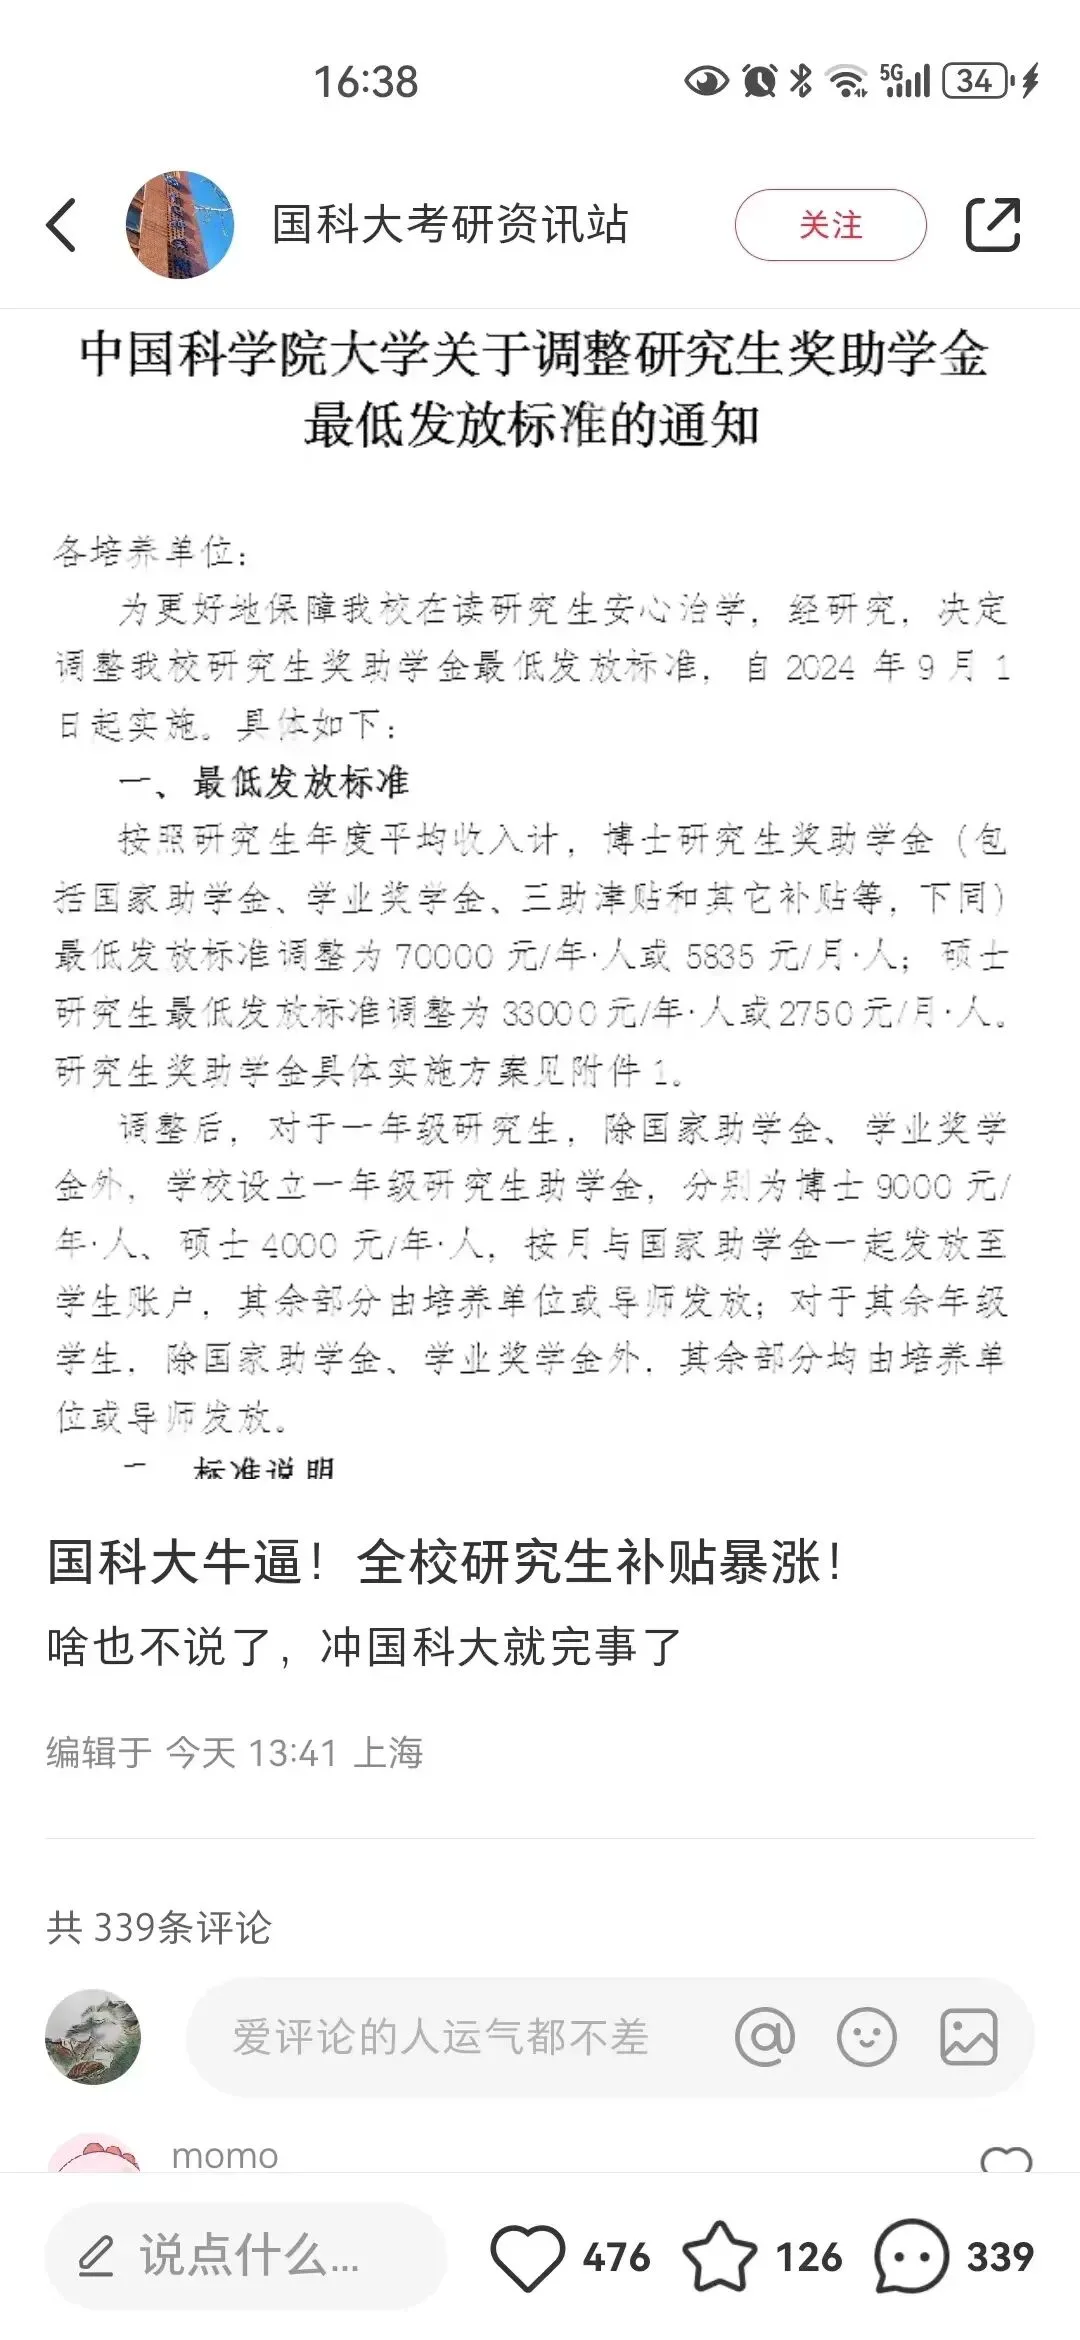 16:38
5G
34
国科大考研资讯站
关注
中国科学院大学关于调整研究生奖助学金
最低发放标准的通知
各培养单位：
为更好地保障我校在读研究生安心治学，经研究，决定
调整我校研究生奖助学金最低发放标准，自 2024 年 9 月 1
日起实施。具体如下：
一、最低发放标准
按照研究生年度平均收入计，博士研究生奖助学金（包
括国家助学金、学业奖学金、三助津贴和其它补贴等，下同）
最低发放标准调整为 70000 元/年·人或 5835 元/月·人；硕士
研究生最低发放标准调整为 33000 元/年·人或2750元/月·人。
研究生奖助学金具体实施方案见附件 1。
调整后，对于一年级研究生，除国家助学金、学业奖学
金外，学校设立一年级研究生助学金，分别为博士 9000 元/
年·人、硕士 4000 元/年·人，按月与国家助学金一起发放至
学生账户，其余部分由培养单位或导师发放；对于其余年级
学生，除国家助学金、学业奖学金外，其余部分均由培养单
位或导师发放。
二、标准说明
国科大牛逼！全校研究生补贴暴涨！
啥也不说了，冲国科大就完事了
编辑于 今天 13:41 上海
共 339条评论
爱评论的人运气都不差
momo
说点什么...
476
126
339